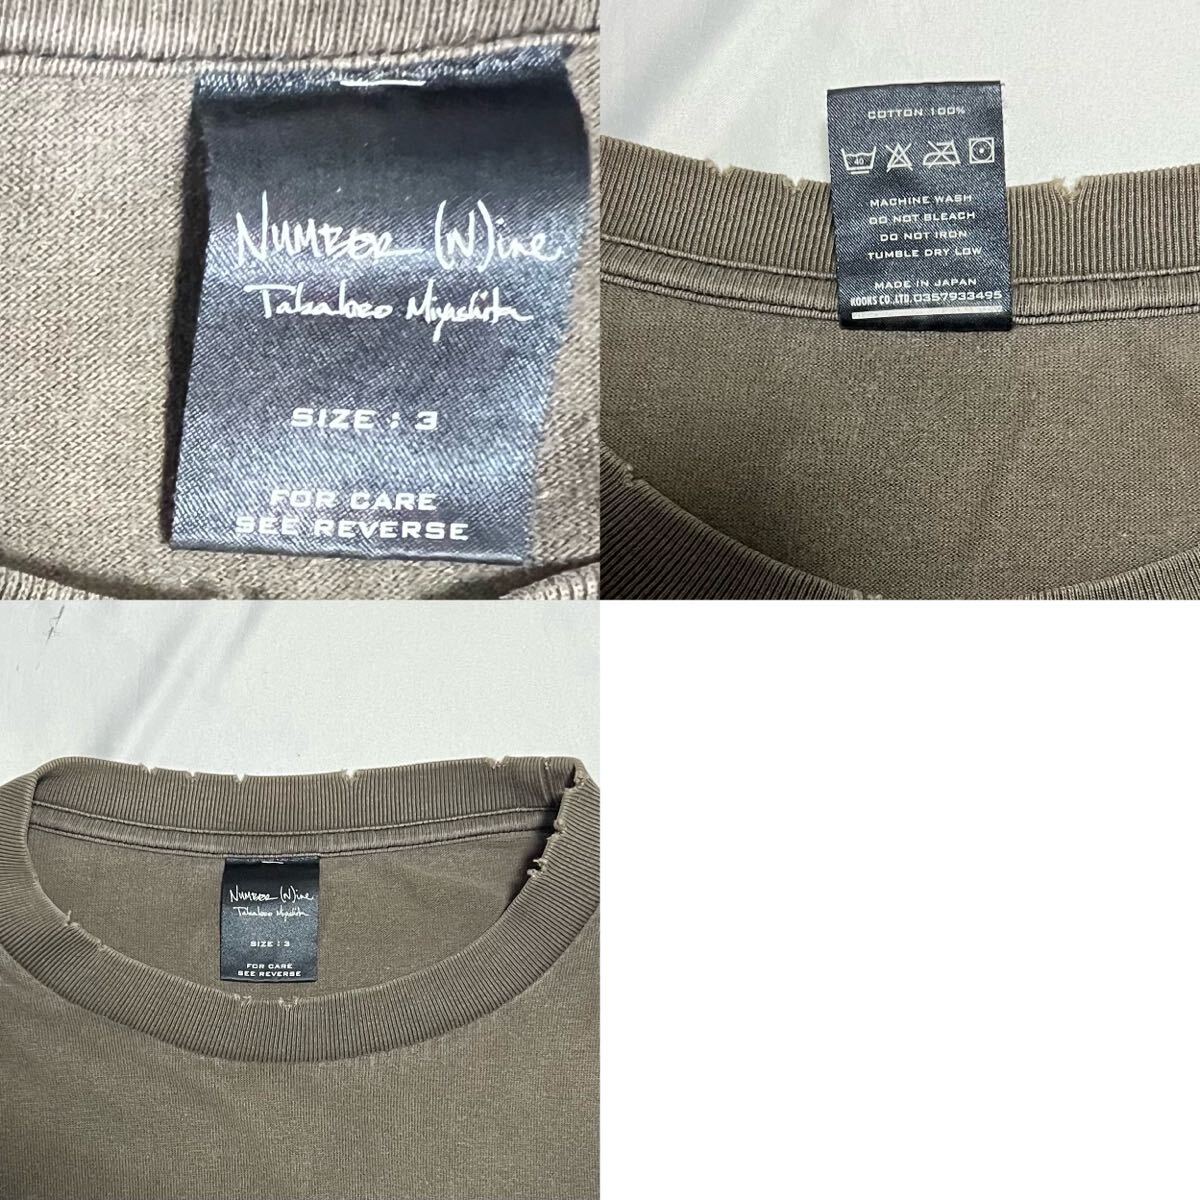 NUMBER (N)ine
Takahiro Miyashita
SIZE : 3
FOR CARE
SEE REVERSE
COTTON 100%
40
MACHINE WASH
DO NOT BLEACH
DO NOT IRON
TUMBLE DRY LOW
MADE IN JAPAN
KOOKS CO.,LTD.0357933495
NUMBER (N)ine
Takahiro Miyashita
SIZE : 3
FOR CARE
SEE REVERSE